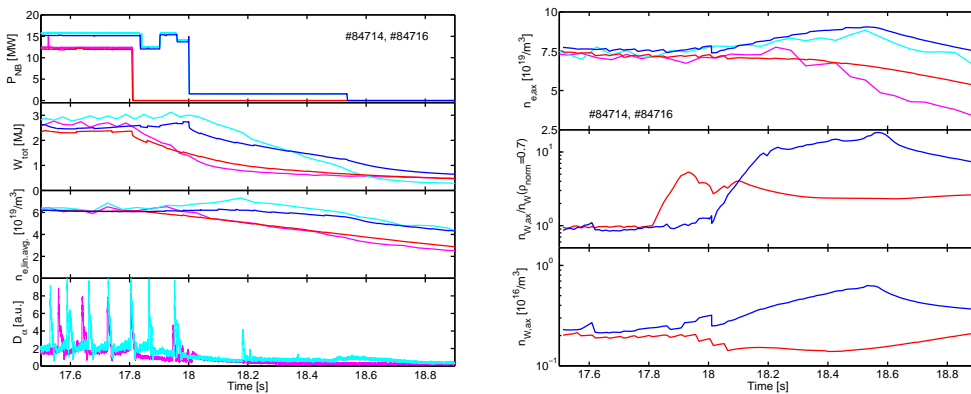 20
15
10
5
0
P_NB [MW]
#84714, #84716
3
2
1
0
W_tot [MJ]
6
4
2
0
n_e,lin.avg. [10^19/m^3]
8
6
4
2
0
D_α [a.u.]
17.6 17.8 18 18.2 18.4 18.6 18.8
Time [s]
10
7.5
5
2.5
n_e,ax [10^19/m^3]
#84714, #84716
10^1
10^0
n_W,ax/n_W(ρ_norm=0.7)
10^0
10^-1
n_W,ax [10^16/m^3]
17.6 17.8 18 18.2 18.4 18.6 18.8
Time [s]